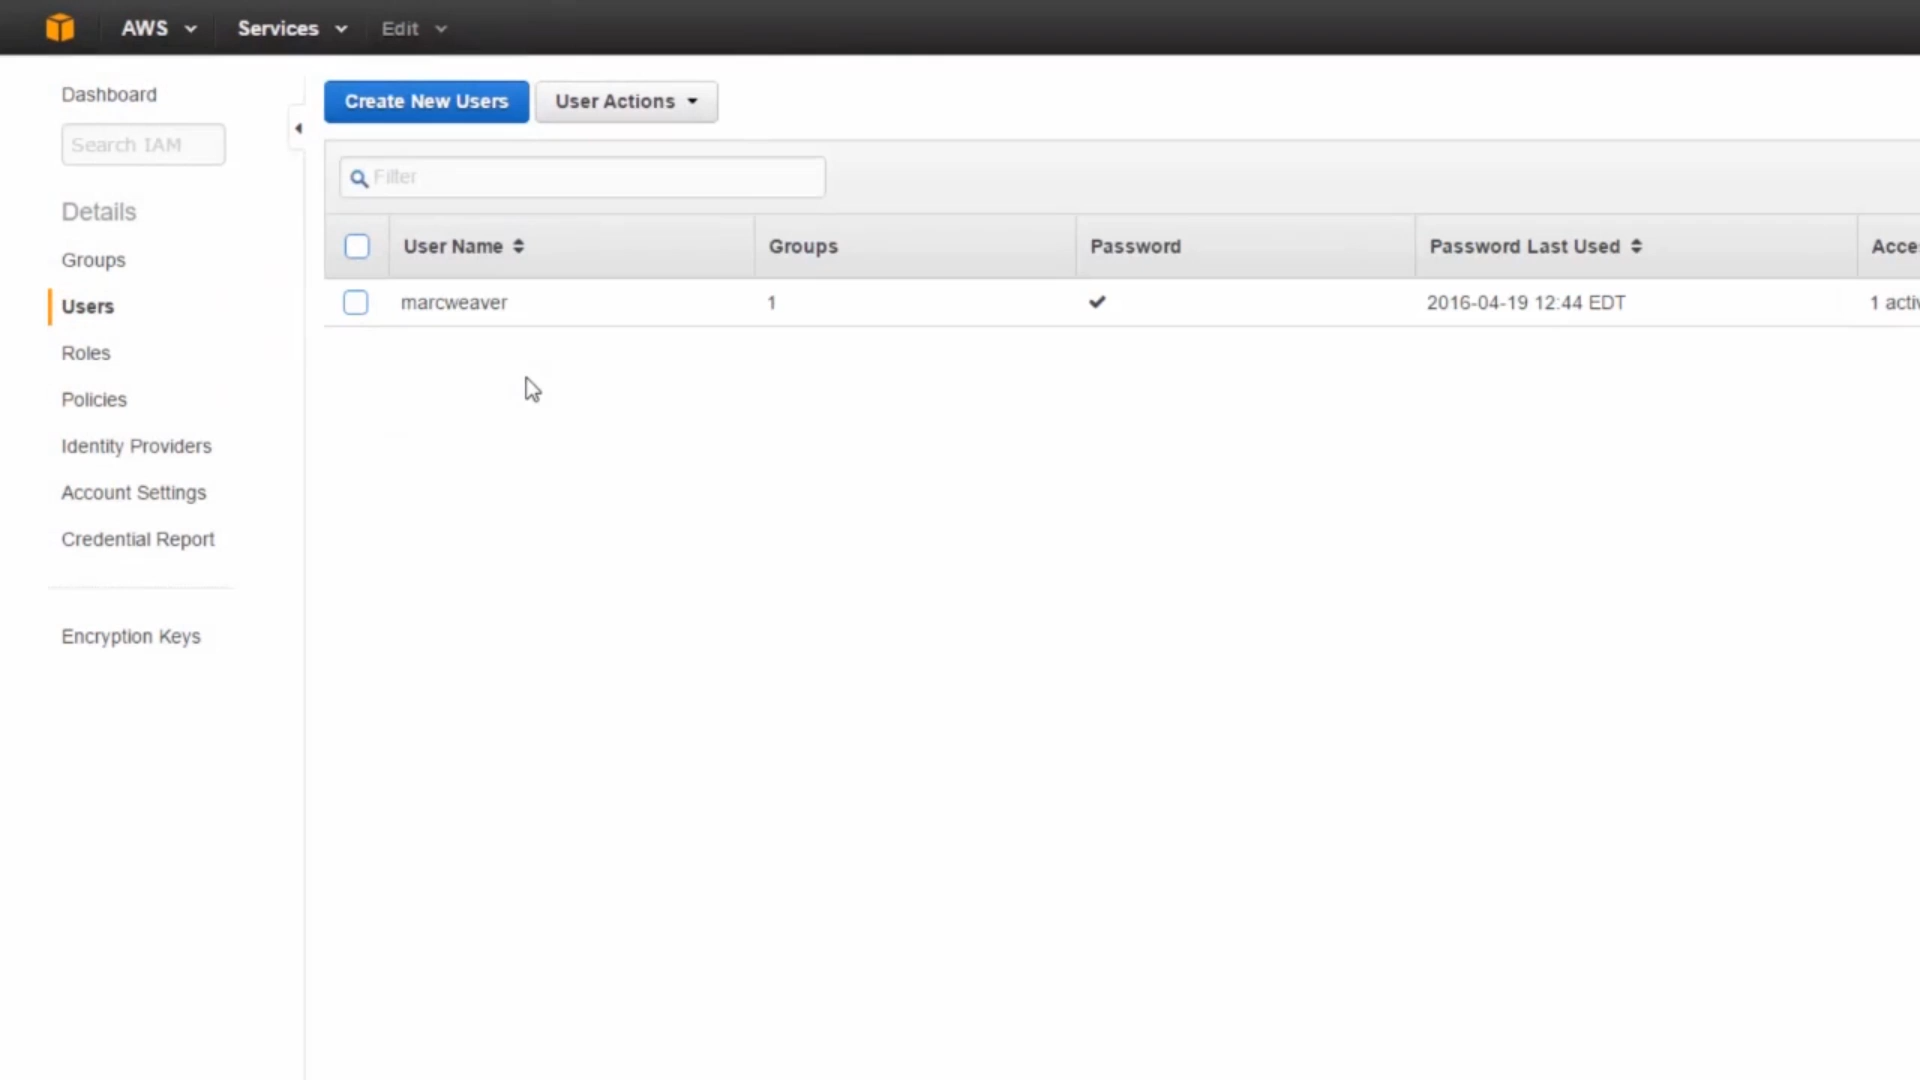 AWS Services Edit
Dashboard
Search IAM
Details
Groups
Users
Roles
Policies
Identity Providers
Account Settings
Credential Report
Encryption Keys
Create New Users User Actions
Filter
User Name Groups Password Password Last Used
marcweaver 1 2016-04-19 12:44 EDT 1